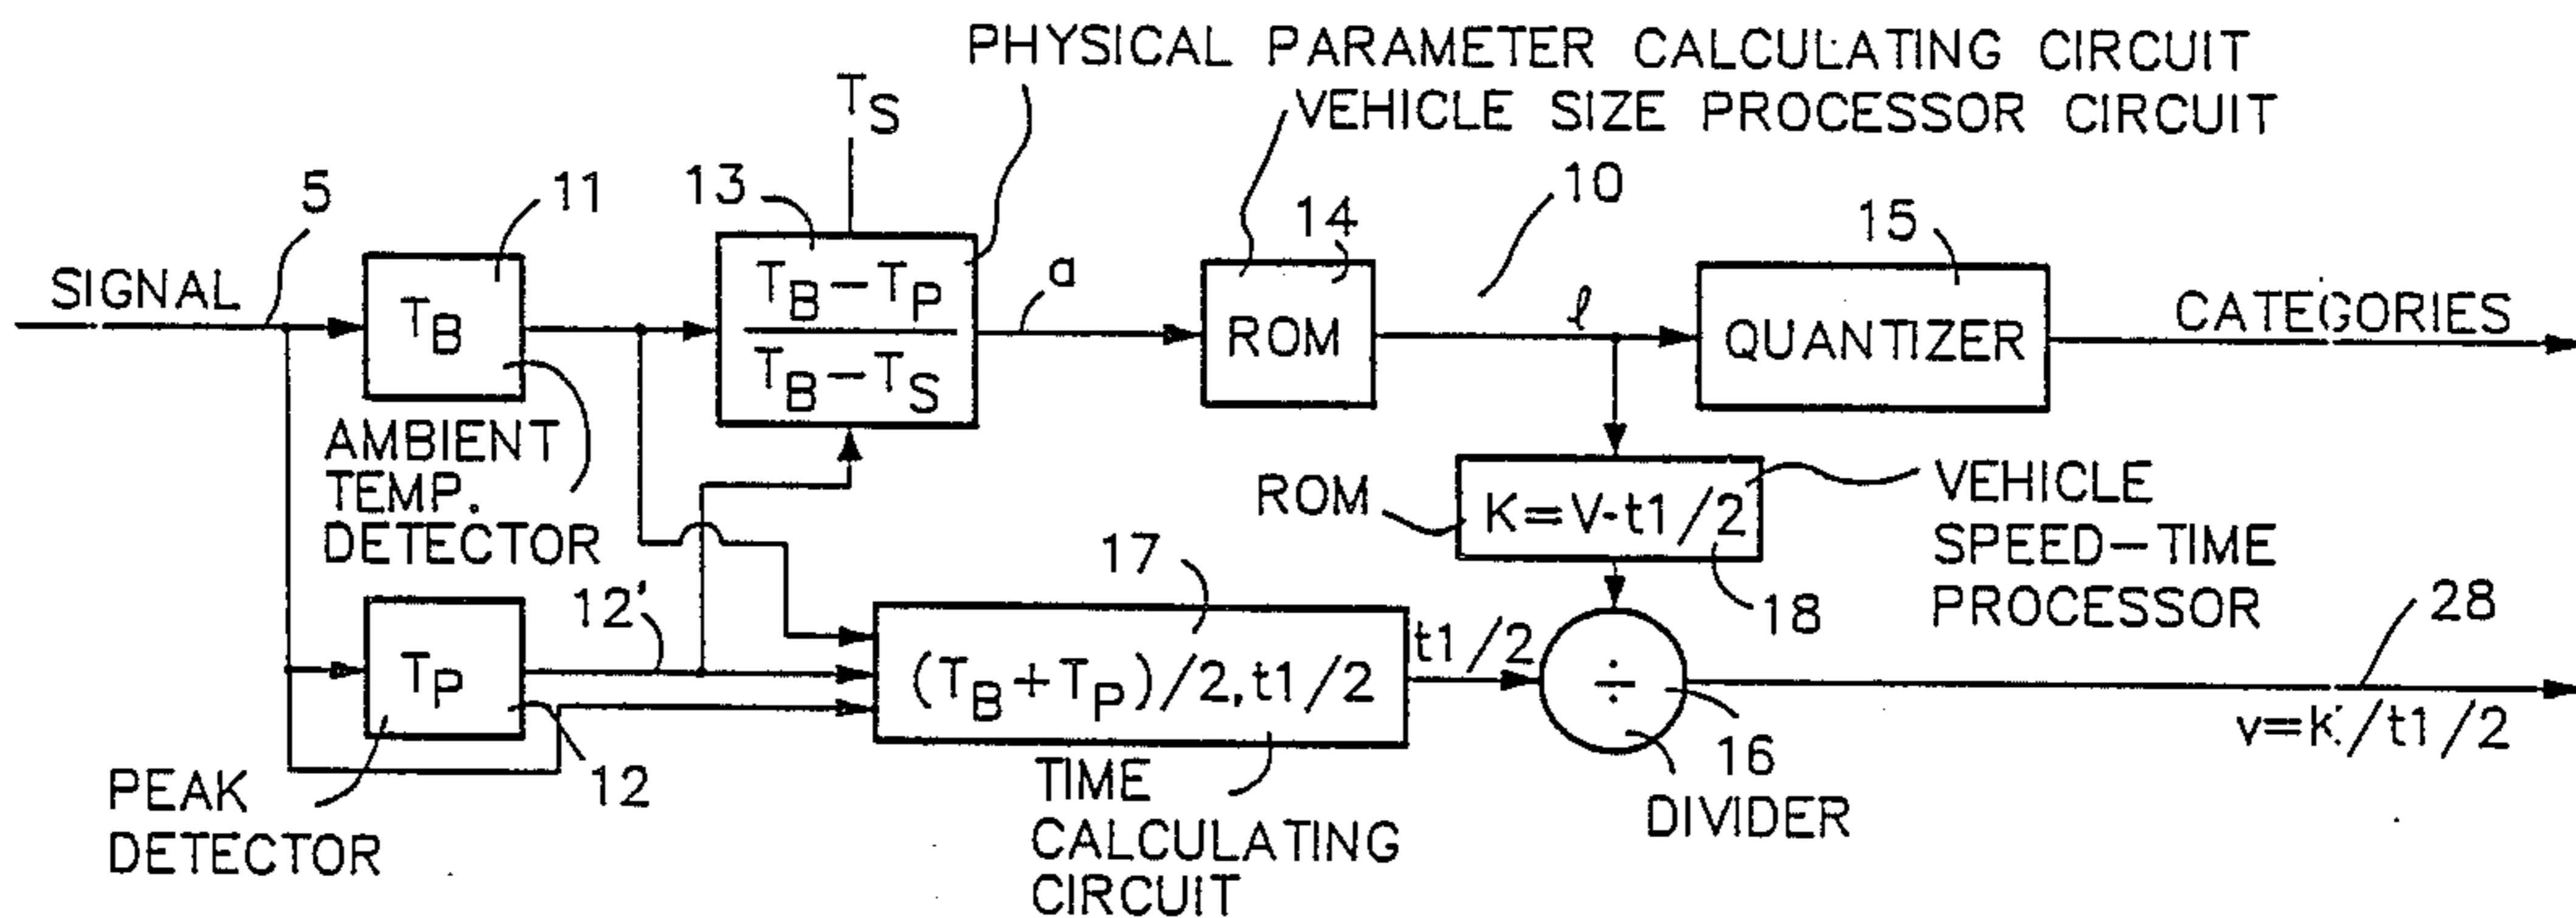 PHYSICAL PARAMETER CALCULATING CIRCUIT
VEHICLE SIZE PROCESSOR CIRCUIT
TS
5
11
13
14
10
15
SIGNAL
TB
TB-TP
TB-TS
a
ROM
ℓ
QUANTIZER
CATEGORIES
AMBIENT
TEMP.
DETECTOR
ROM
K=V-t1/2
18
VEHICLE
SPEED-TIME
PROCESSOR
TP
12'
12
17
(TB+TP)/2,t1/2
t1/2
÷
16
28
v=K/t1/2
PEAK
DETECTOR
TIME
CALCULATING
CIRCUIT
DIVIDER